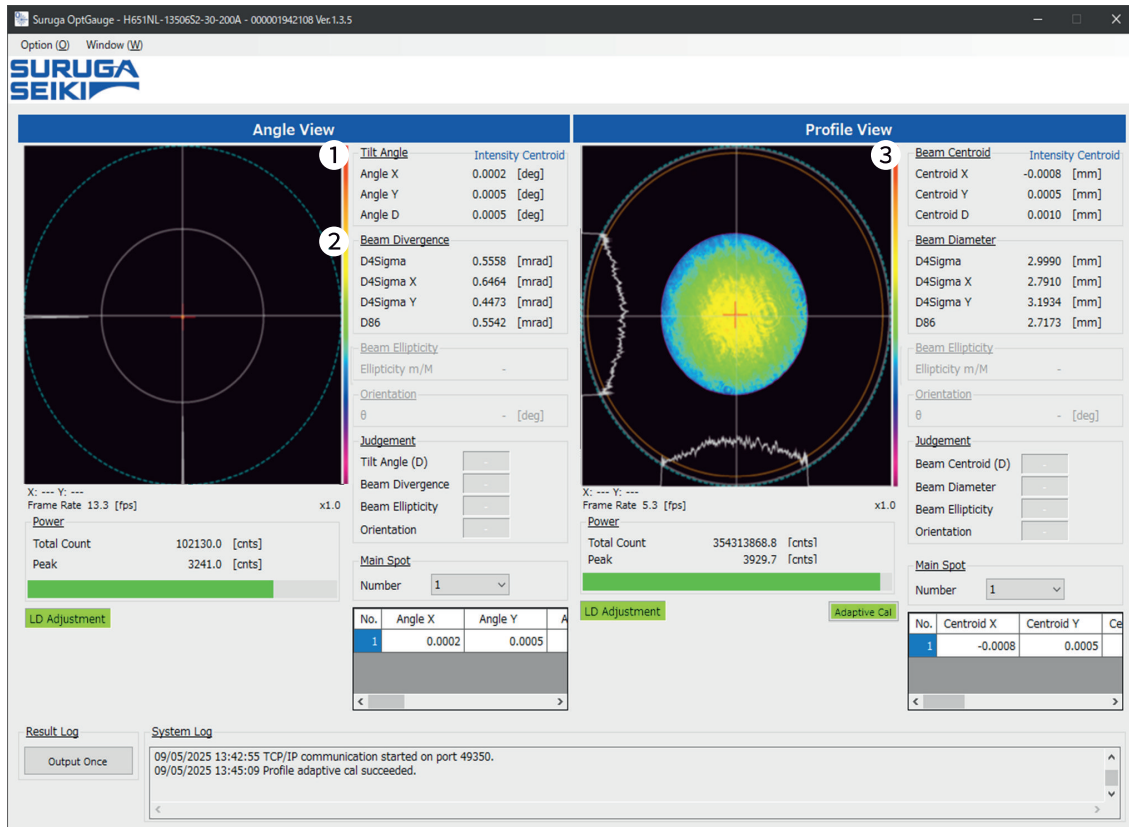 Suruga OptGauge - H651NL-13506S2-30-200A - 000001942108 Ver.1.3.5
Option (O) Window (W)
SURUGA
SEIKI
Angle View
1
Tilt Angle Intensity Centroid
Angle X 0.0002 [deg]
Angle Y 0.0005 [deg]
Angle D 0.0005 [deg]
2
Beam Divergence
D4Sigma 0.5558 [mrad]
D4Sigma X 0.6464 [mrad]
D4Sigma Y 0.4473 [mrad]
D86 0.5542 [mrad]
Beam Ellipticity
Ellipticity m/M -
Orientation
θ - [deg]
Judgement
Tilt Angle (D) -
Beam Divergence -
Beam Ellipticity -
Orientation -
X: --- Y: ---
Frame Rate 13.3 [fps] x1.0
Power
Total Count 102130.0 [cnts]
Peak 3241.0 [cnts]
LD Adjustment
Main Spot
Number 1
No. Angle X Angle Y A
1 0.0002 0.0005
Profile View
3
Beam Centroid Intensity Centroid
Centroid X -0.0008 [mm]
Centroid Y 0.0005 [mm]
Centroid D 0.0010 [mm]
Beam Diameter
D4Sigma 2.9990 [mm]
D4Sigma X 2.7910 [mm]
D4Sigma Y 3.1934 [mm]
D86 2.7173 [mm]
Beam Ellipticity
Ellipticity m/M -
Orientation
θ - [deg]
Judgement
Beam Centroid (D) -
Beam Diameter -
Beam Ellipticity -
Orientation -
X: --- Y: ---
Frame Rate 5.3 [fps] x1.0
Power
Total Count 354313868.8 [cnts]
Peak 3929.7 [cnts]
LD Adjustment Adaptive Cal
Main Spot
Number 1
No. Centroid X Centroid Y Ce
1 -0.0008 0.0005
Result Log
Output Once
System Log
09/05/2025 13:42:55 TCP/IP communication started on port 49350.
09/05/2025 13:45:09 Profile adaptive cal succeeded.